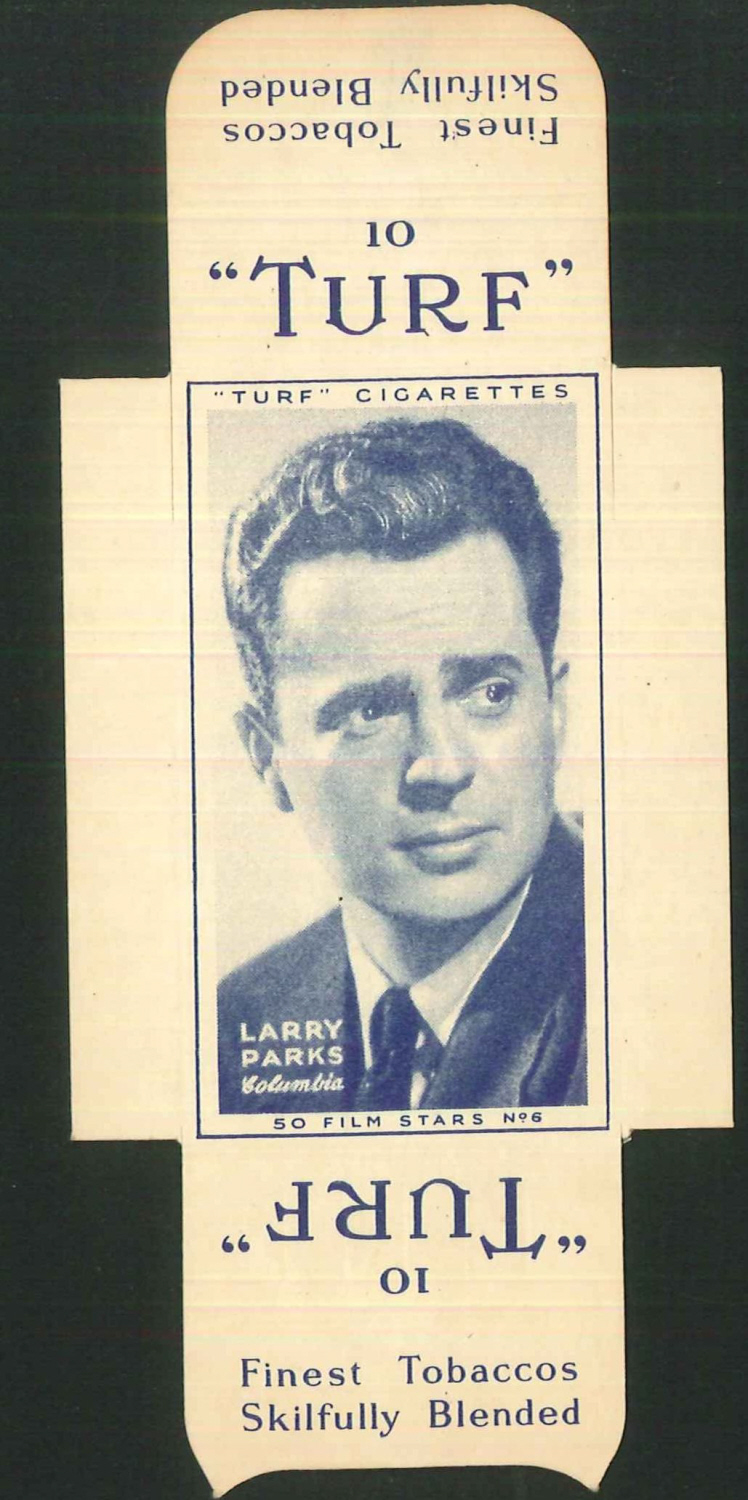 Finest Tobaccos
Skilfully Blended
10
“TURF”
"TURF" CIGARETTES
LARRY
PARKS
Columbia
50 FILM STARS Nº6
“TURF”
10
Finest Tobaccos
Skilfully Blended